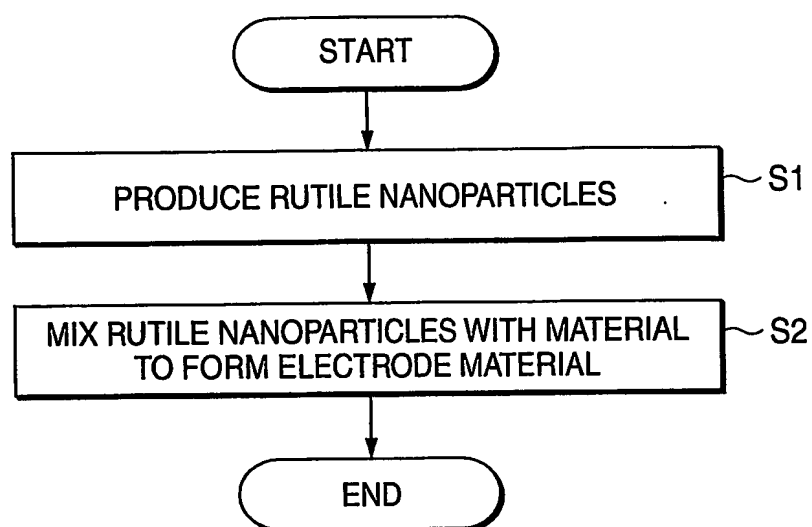 START
PRODUCE RUTILE NANOPARTICLES
S1
MIX RUTILE NANOPARTICLES WITH MATERIAL
TO FORM ELECTRODE MATERIAL
S2
END